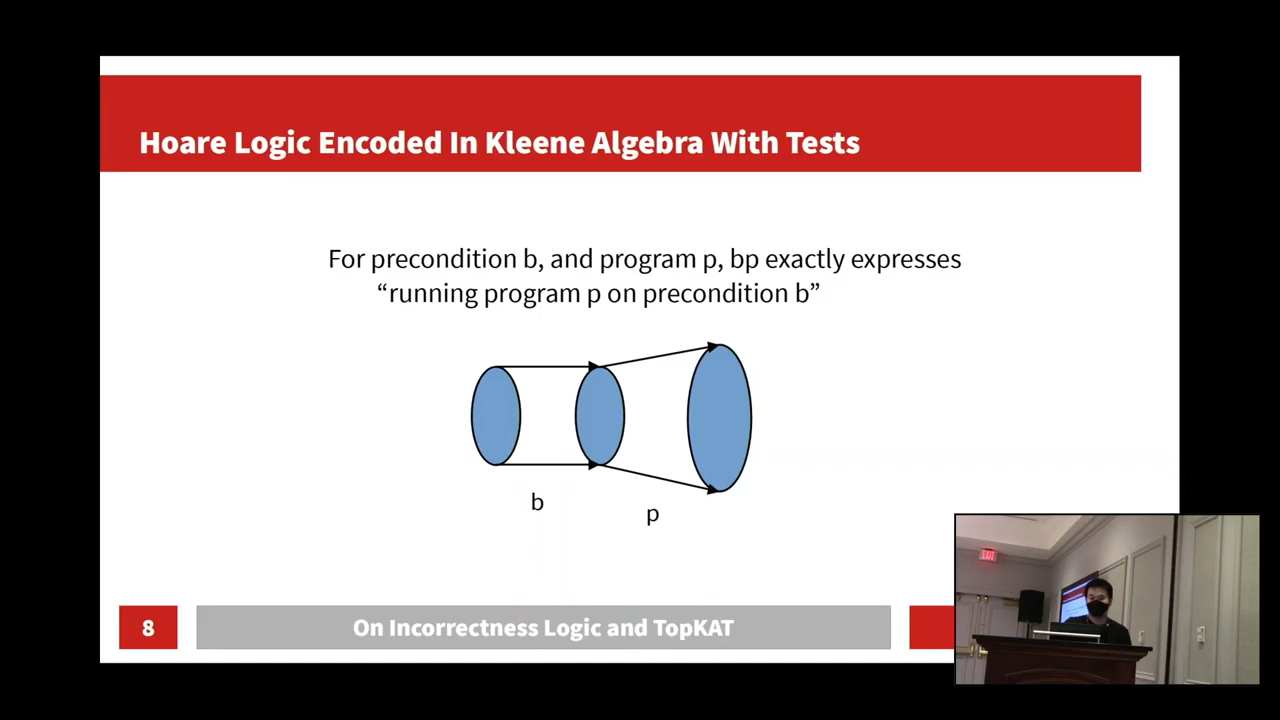 Hoare Logic Encoded In Kleene Algebra With Tests
For precondition b, and program p, bp exactly expresses
“running program p on precondition b”
b
p
8
On Incorrectness Logic and TopKAT
EXIT